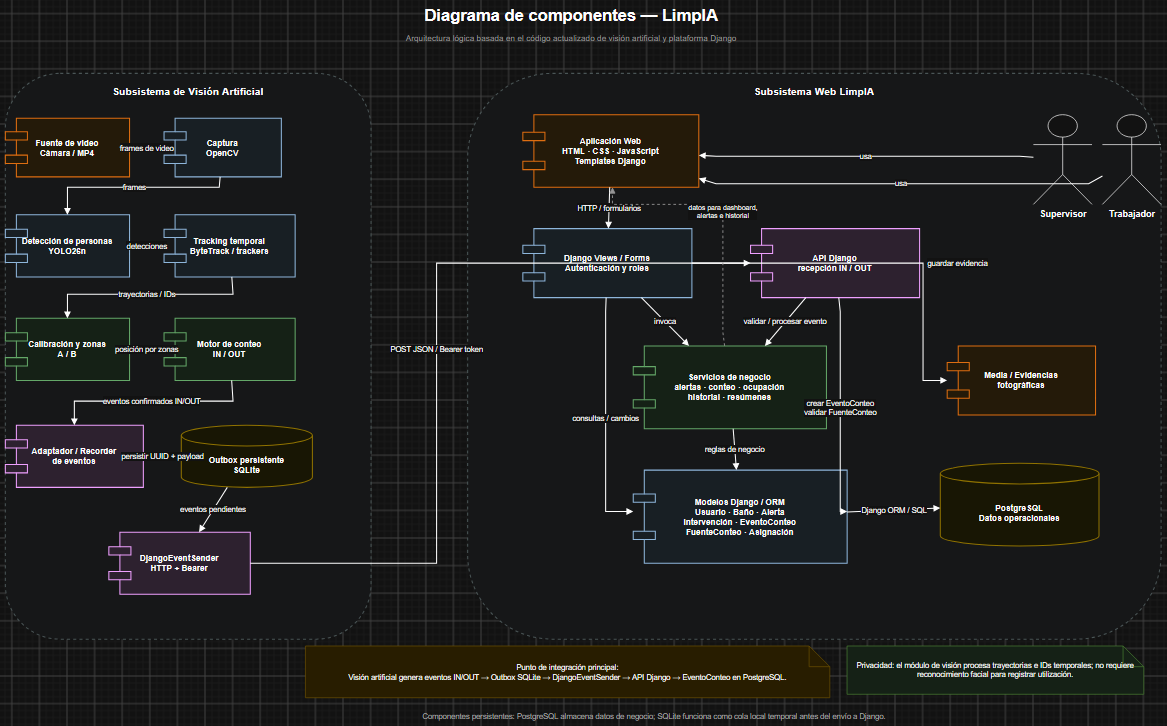 Diagrama de componentes — LimpIA
Arquitectura lógica basada en el código actualizado de visión artificial y plataforma Django
Subsistema de Visión Artificial
Fuente de video
Cámara / MP4
frames de video
Captura
OpenCV
frames
Detección de personas
YOLO26n
detecciones
Tracking temporal
ByteTrack / trackers
trayectorias / IDs
Calibración y zonas
A / B
posición por zonas
Motor de conteo
IN / OUT
eventos confirmados IN/OUT
Adaptador / Recorder
de eventos
persistir UUID + payload
Outbox persistente
SQLite
eventos pendientes
DjangoEventSender
HTTP + Bearer
POST JSON / Bearer token
Subsistema Web LimpIA
Aplicación Web
HTML · CSS · JavaScript
Templates Django
usa
usa
Supervisor
Trabajador
HTTP / formularios
datos para dashboard,
alertas e historial
Django Views / Forms
Autenticación y roles
API Django
recepción IN / OUT
guardar evidencia
invoca
validar / procesar evento
Servicios de negocio
alertas · conteo · ocupación
historial · resúmenes
Media / Evidencias
fotográficas
consultas / cambios
crear EventoConteo
validar FuenteConteo
reglas de negocio
Modelos Django / ORM
Usuario · Baño · Alerta
Intervención · EventoConteo
FuenteConteo · Asignación
Django ORM / SQL
PostgreSQL
Datos operacionales
Punto de integración principal:
Visión artificial genera eventos IN/OUT → Outbox SQLite → DjangoEventSender → API Django → EventoConteo en PostgreSQL.
Privacidad: el módulo de visión procesa trayectorias e IDs temporales; no requiere
reconocimiento facial para registrar utilización.
Componentes persistentes: PostgreSQL almacena datos de negocio; SQLite funciona como cola local temporal antes del envío a Django.